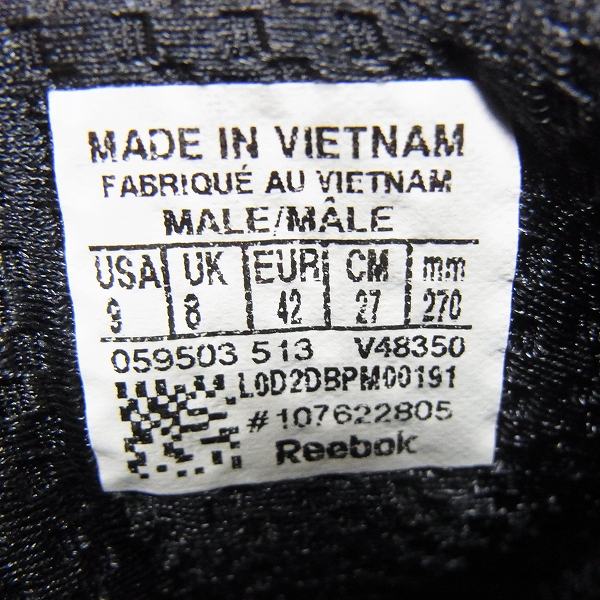 MADE IN VIETNAM
FABRIQUÉ AU VIETNAM
MALE/MÂLE
USA UK EUR CM mm
9 8 42 27 270
059503 513 V48350
L0D2DBPM00191
#107622805
Reebok